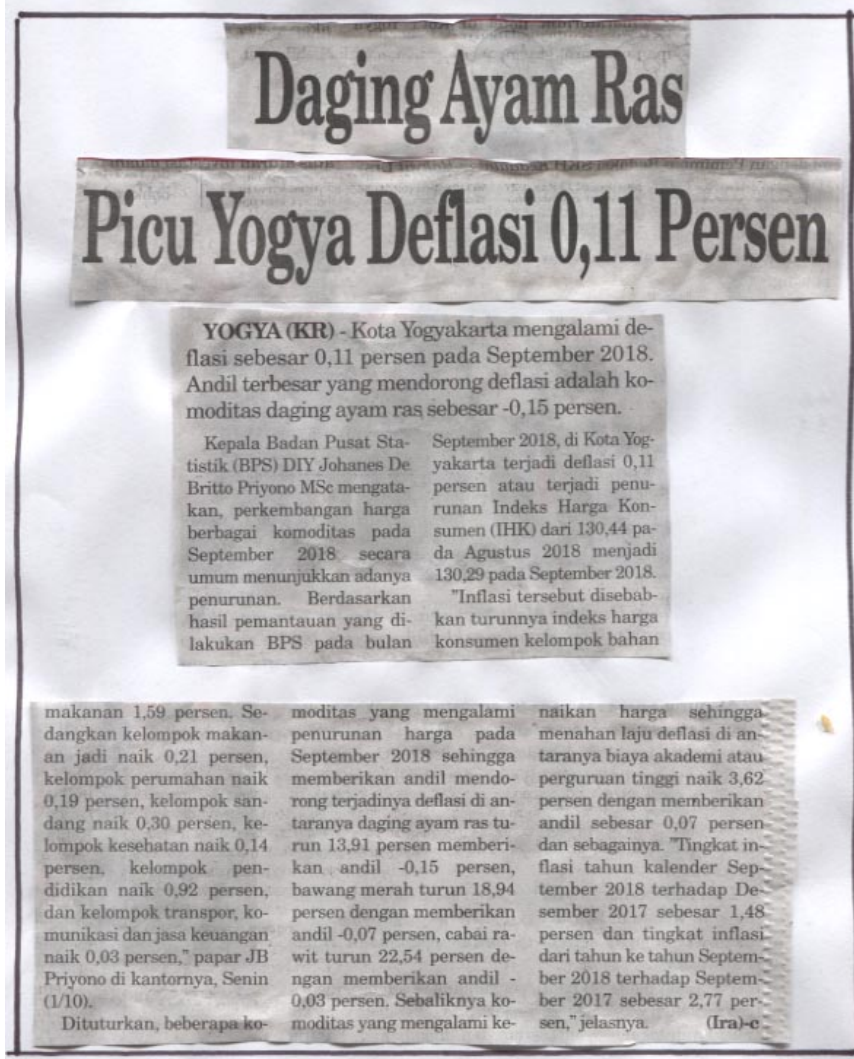 Daging Ayam Ras
Picu Yogya Deflasi 0,11 Persen
YOGYA (KR) - Kota Yogyakarta mengalami de-
flasi sebesar 0,11 persen pada September 2018.
Andil terbesar yang mendorong deflasi adalah ko-
moditas daging ayam ras sebesar -0,15 persen.
Kepala Badan Pusat Sta-
tistik (BPS) DIY Johanes De
Britto Priyono MSc mengata-
kan, perkembangan harga
berbagai komoditas pada
September 2018 secara
umum menunjukkan adanya
penurunan. Berdasarkan
hasil pemantauan yang di-
lakukan BPS pada bulan
September 2018, di Kota Yog-
yakarta terjadi deflasi 0,11
persen atau terjadi penu-
runan Indeks Harga Kon-
sumen (IHK) dari 130,44 pa-
da Agustus 2018 menjadi
130,29 pada September 2018.
"Inflasi tersebut disebab-
kan turunnya indeks harga
konsumen kelompok bahan
makanan 1,59 persen. Se-
dangkan kelompok makan-
an jadi naik 0,21 persen,
kelompok perumahan naik
0,19 persen, kelompok san-
dang naik 0,30 persen, ke-
lompok kesehatan naik 0,14
persen, kelompok pen-
didikan naik 0,92 persen,
dan kelompok transpor, ko-
munikasi dan jasa keuangan
naik 0,03 persen," papar JB
Priyono di kantornya, Senin
(1/10).
Dituturkan, beberapa ko-
moditas yang mengalami
penurunan harga pada
September 2018 sehingga
memberikan andil mendo-
rong terjadinya deflasi di an-
taranya daging ayam ras tu-
run 13,91 persen memberi-
kan andil -0,15 persen,
bawang merah turun 18,94
persen dengan memberikan
andil -0,07 persen, cabai ra-
wit turun 22,54 persen de-
ngan memberikan andil -
0,03 persen. Sebaliknya ko-
moditas yang mengalami ke-
naikan harga sehingga
menahan laju deflasi di an-
taranya biaya akademi atau
perguruan tinggi naik 3,62
persen dengan memberikan
andil sebesar 0,07 persen
dan sebagainya. "Tingkat in-
flasi tahun kalender Sep-
tember 2018 terhadap De-
sember 2017 sebesar 1,48
persen dan tingkat inflasi
dari tahun ke tahun Septem-
ber 2018 terhadap Septem-
ber 2017 sebesar 2,77 per-
sen," jelasnya. (Ira)-c